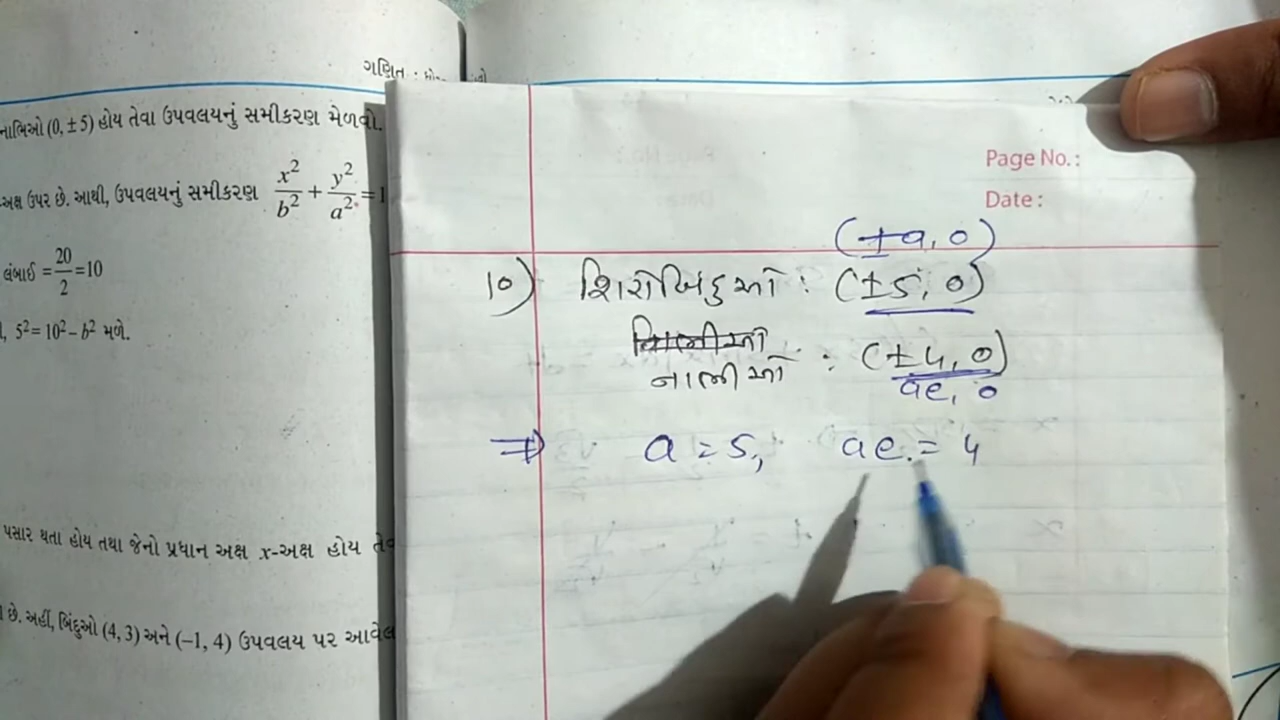 ગણિત :
નાભિઓ (0, ±5) હોય તેવા ઉપવલયનું સમીકરણ મેળવો.
અક્ષ ઉપર છે. આથી, ઉપવલયનું સમીકરણ x²/b² + y²/a² = 1
લંબાઈ = 20/2 = 10
, 5² = 10² – b² મળે.
પસાર થતા હોય તથા જેનો પ્રધાન અક્ષ x-અક્ષ હોય
છે. અહીં, બિંદુઓ (4, 3) અને (–1, 4) ઉપવલય પર
Page No. :
Date :
(±a, 0)
10) શિરોબિંદુઓ : (±5, 0)
નાભીઓ : (±4, 0)
ae, 0
⇒ a = 5, ae. = 4